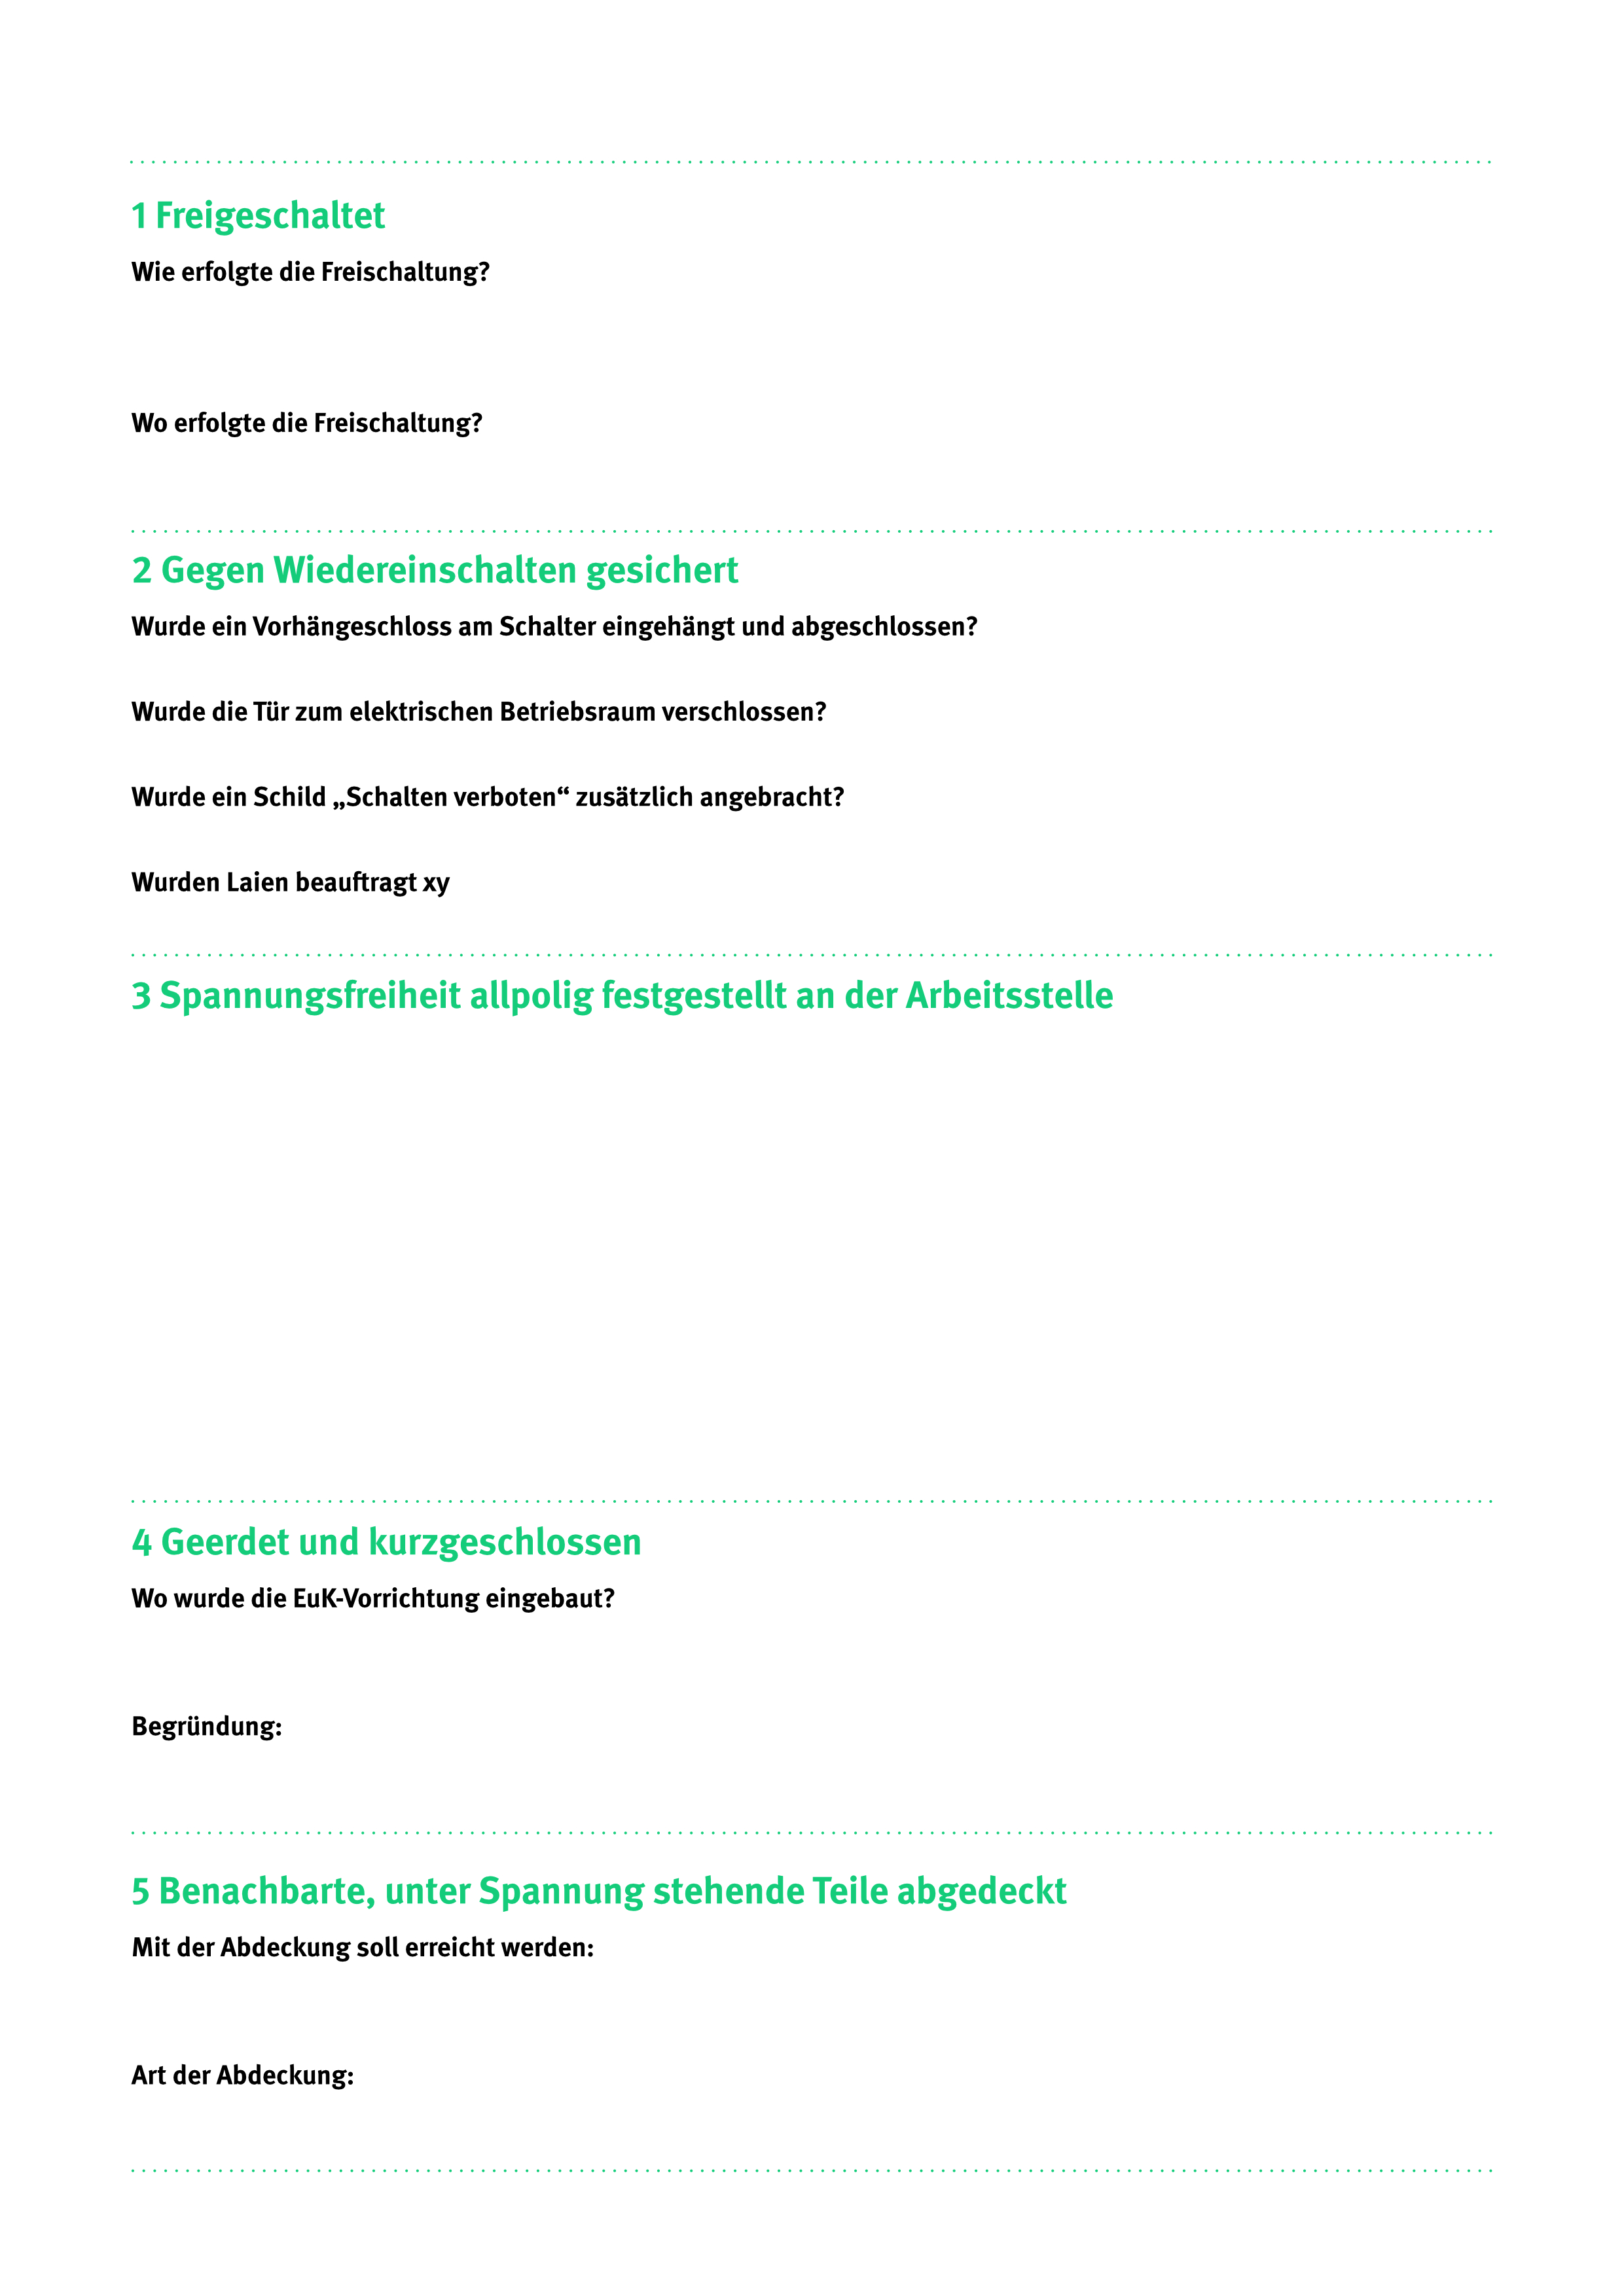 1 Freigeschaltet
Wie erfolgte die Freischaltung?
Wo erfolgte die Freischaltung?
2 Gegen Wiedereinschalten gesichert
Wurde ein Vorhängeschloss am Schalter eingehängt und abgeschlossen?
Wurde die Tür zum elektrischen Betriebsraum verschlossen?
Wurde ein Schild „Schalten verboten“ zusätzlich angebracht?
Wurden Laien beauftragt xy
3 Spannungsfreiheit allpolig festgestellt an der Arbeitsstelle
4 Geerdet und kurzgeschlossen
Wo wurde die EuK-Vorrichtung eingebaut?
Begründung:
5 Benachbarte, unter Spannung stehende Teile abgedeckt
Mit der Abdeckung soll erreicht werden:
Art der Abdeckung: